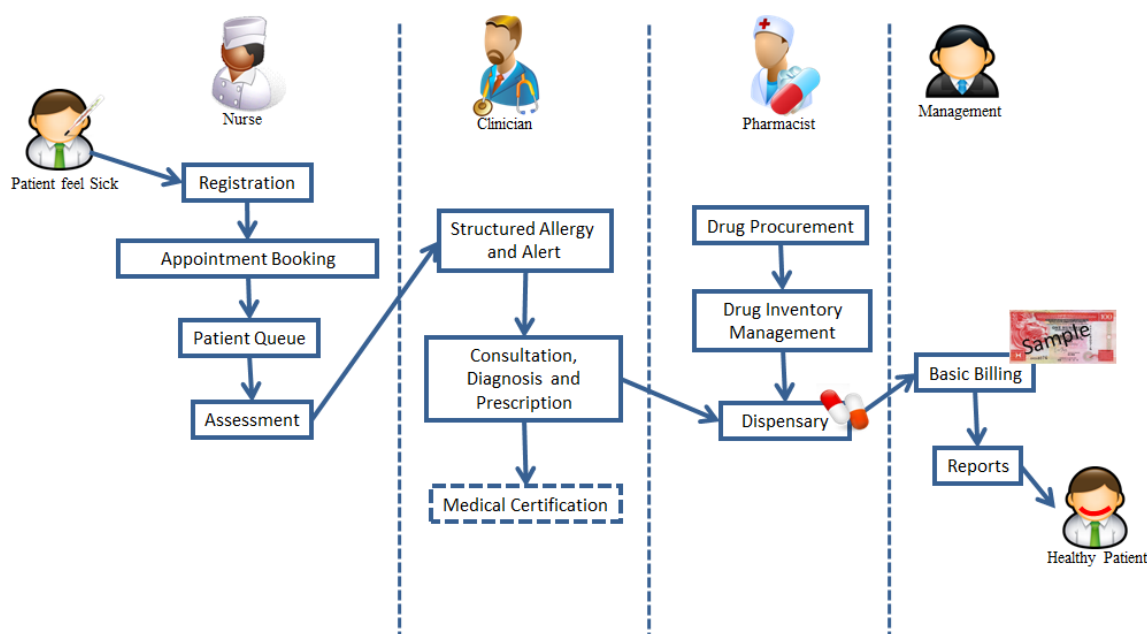 Nurse
Clinician
Pharmacist
Management
Patient feel Sick
Registration
Appointment Booking
Patient Queue
Assessment
Structured Allergy
and Alert
Consultation,
Diagnosis and
Prescription
Medical Certification
Drug Procurement
Drug Inventory
Management
Dispensary
Sample
Basic Billing
Reports
Healthy Patient